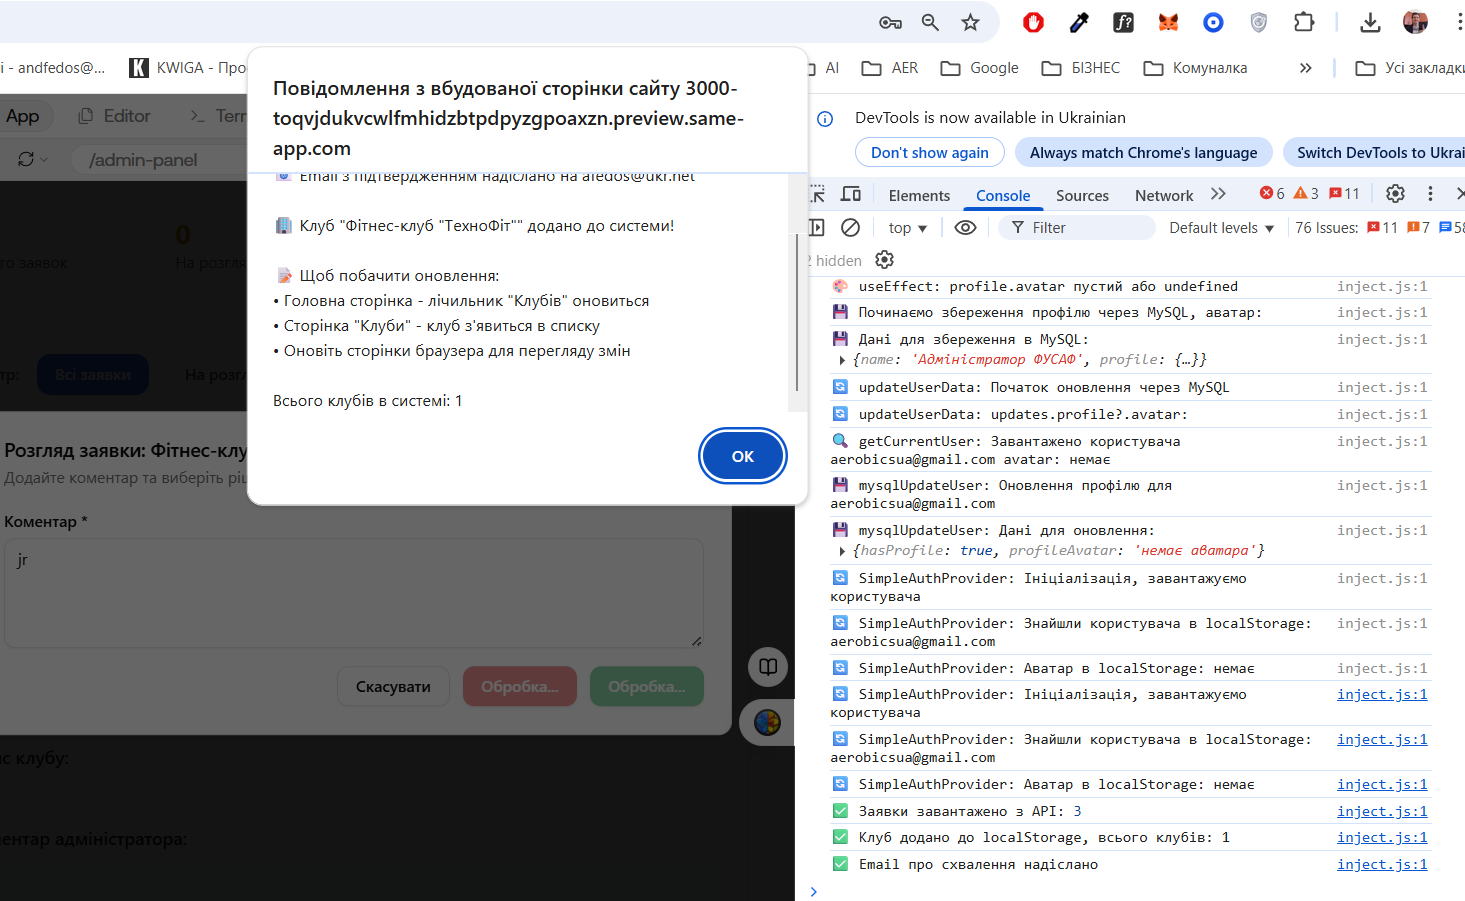 і - andfedos@...
KWIGA - Про
AI
AER
Google
БІЗНЕС
Комуналка
»
Усі закладки
App
Editor
>_ Tern
/admin-panel
Повідомлення з вбудованої сторінки сайту 3000-
toqvjdukvcwlfmhidzbtpdpyzgpoaxzn.preview.same-
app.com
Email з підтвердженням надіслано на afedos@ukr.net
Клуб "Фітнес-клуб "ТехноФіт"" додано до системи!
Щоб побачити оновлення:
• Головна сторінка - лічильник "Клубів" оновиться
• Сторінка "Клуби" - клуб з'явиться в списку
• Оновіть сторінки браузера для перегляду змін
Всього клубів в системі: 1
OK
0
о заявок
На розгля
тр:
Всі заявки
На розгл
Розгляд заявки: Фітнес-клу
Додайте коментар та виберіть ріш
Коментар *
jr
Скасувати
Обробка...
Обробка...
с клубу:
ентар адміністратора:
DevTools is now available in Ukrainian
Don't show again
Always match Chrome's language
Switch DevTools to Ukrai
Elements
Console
Sources
Network
»
6
3
11
top ▼
Filter
Default levels ▼
76 Issues:
11
7
58
2 hidden
useEffect: profile.avatar пустий або undefined inject.js:1
Починаємо збереження профілю через MySQL, аватар: inject.js:1
Дані для збереження в MySQL: inject.js:1
{name: 'Адміністратор ФУСАФ', profile: {…}}
updateUserData: Початок оновлення через MySQL inject.js:1
updateUserData: updates.profile?.avatar: inject.js:1
getCurrentUser: Завантажено користувача inject.js:1
aerobicsua@gmail.com avatar: немає
mysqlUpdateUser: Оновлення профілю для inject.js:1
aerobicsua@gmail.com
mysqlUpdateUser: Дані для оновлення: inject.js:1
{hasProfile: true, profileAvatar: 'немає аватара'}
SimpleAuthProvider: Ініціалізація, завантажуємо inject.js:1
користувача
SimpleAuthProvider: Знайшли користувача в localStorage: inject.js:1
aerobicsua@gmail.com
SimpleAuthProvider: Аватар в localStorage: немає inject.js:1
SimpleAuthProvider: Ініціалізація, завантажуємо inject.js:1
користувача
SimpleAuthProvider: Знайшли користувача в localStorage: inject.js:1
aerobicsua@gmail.com
SimpleAuthProvider: Аватар в localStorage: немає inject.js:1
Заявки завантажено з API: 3 inject.js:1
Клуб додано до localStorage, всього клубів: 1 inject.js:1
Email про схвалення надіслано inject.js:1